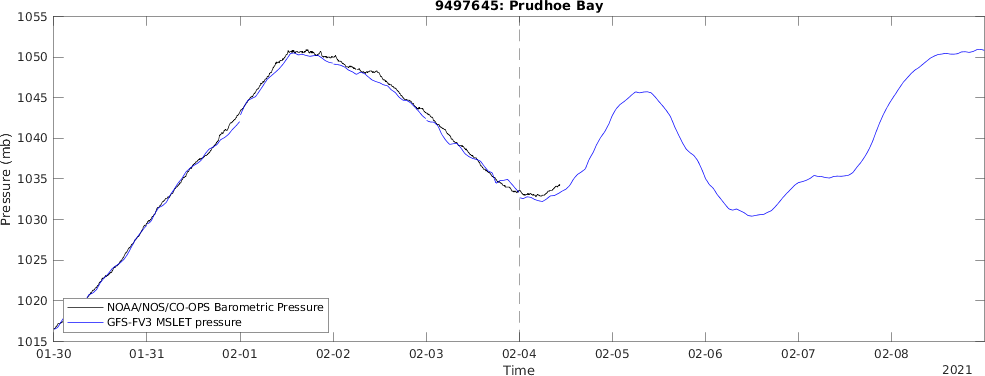 9497645: Prudhoe Bay
1055
1050
1045
1040
1035
1030
1025
1020
1015
Pressure (mb)
NOAA/NOS/CO-OPS Barometric Pressure
GFS-FV3 MSLET pressure
01-30 01-31 02-01 02-02 02-03 02-04 02-05 02-06 02-07 02-08
Time
2021